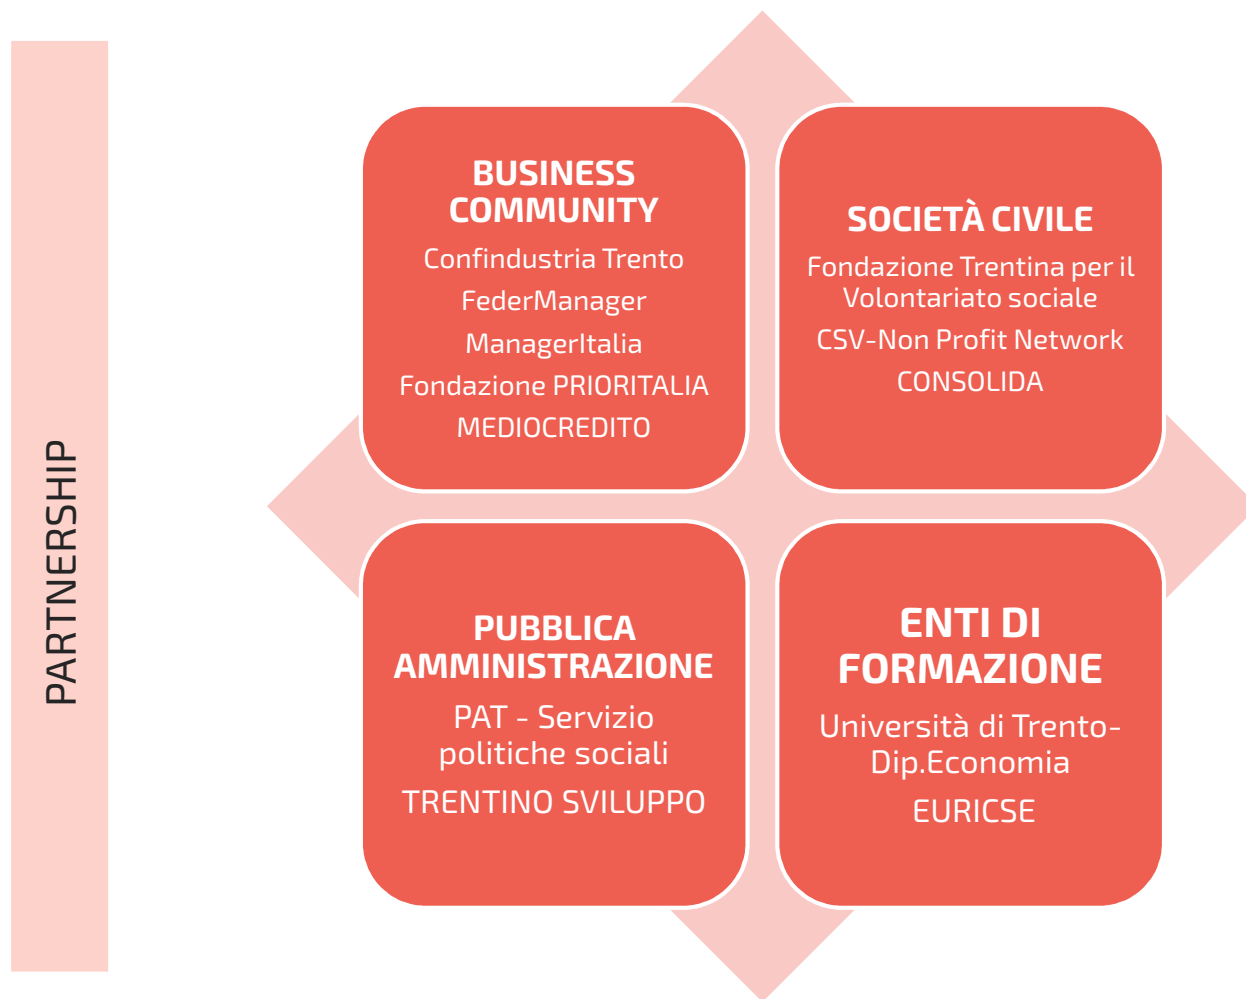 PARTNERSHIP
BUSINESS
COMMUNITY
Confindustria Trento
FederManager
ManagerItalia
Fondazione PRIORITALIA
MEDIOCREDITO
SOCIETÀ CIVILE
Fondazione Trentina per il
Volontariato sociale
CSV-Non Profit Network
CONSOLIDA
PUBBLICA
AMMINISTRAZIONE
PAT - Servizio
politiche sociali
TRENTINO SVILUPPO
ENTI DI
FORMAZIONE
Università di Trento-
Dip.Economia
EURICSE